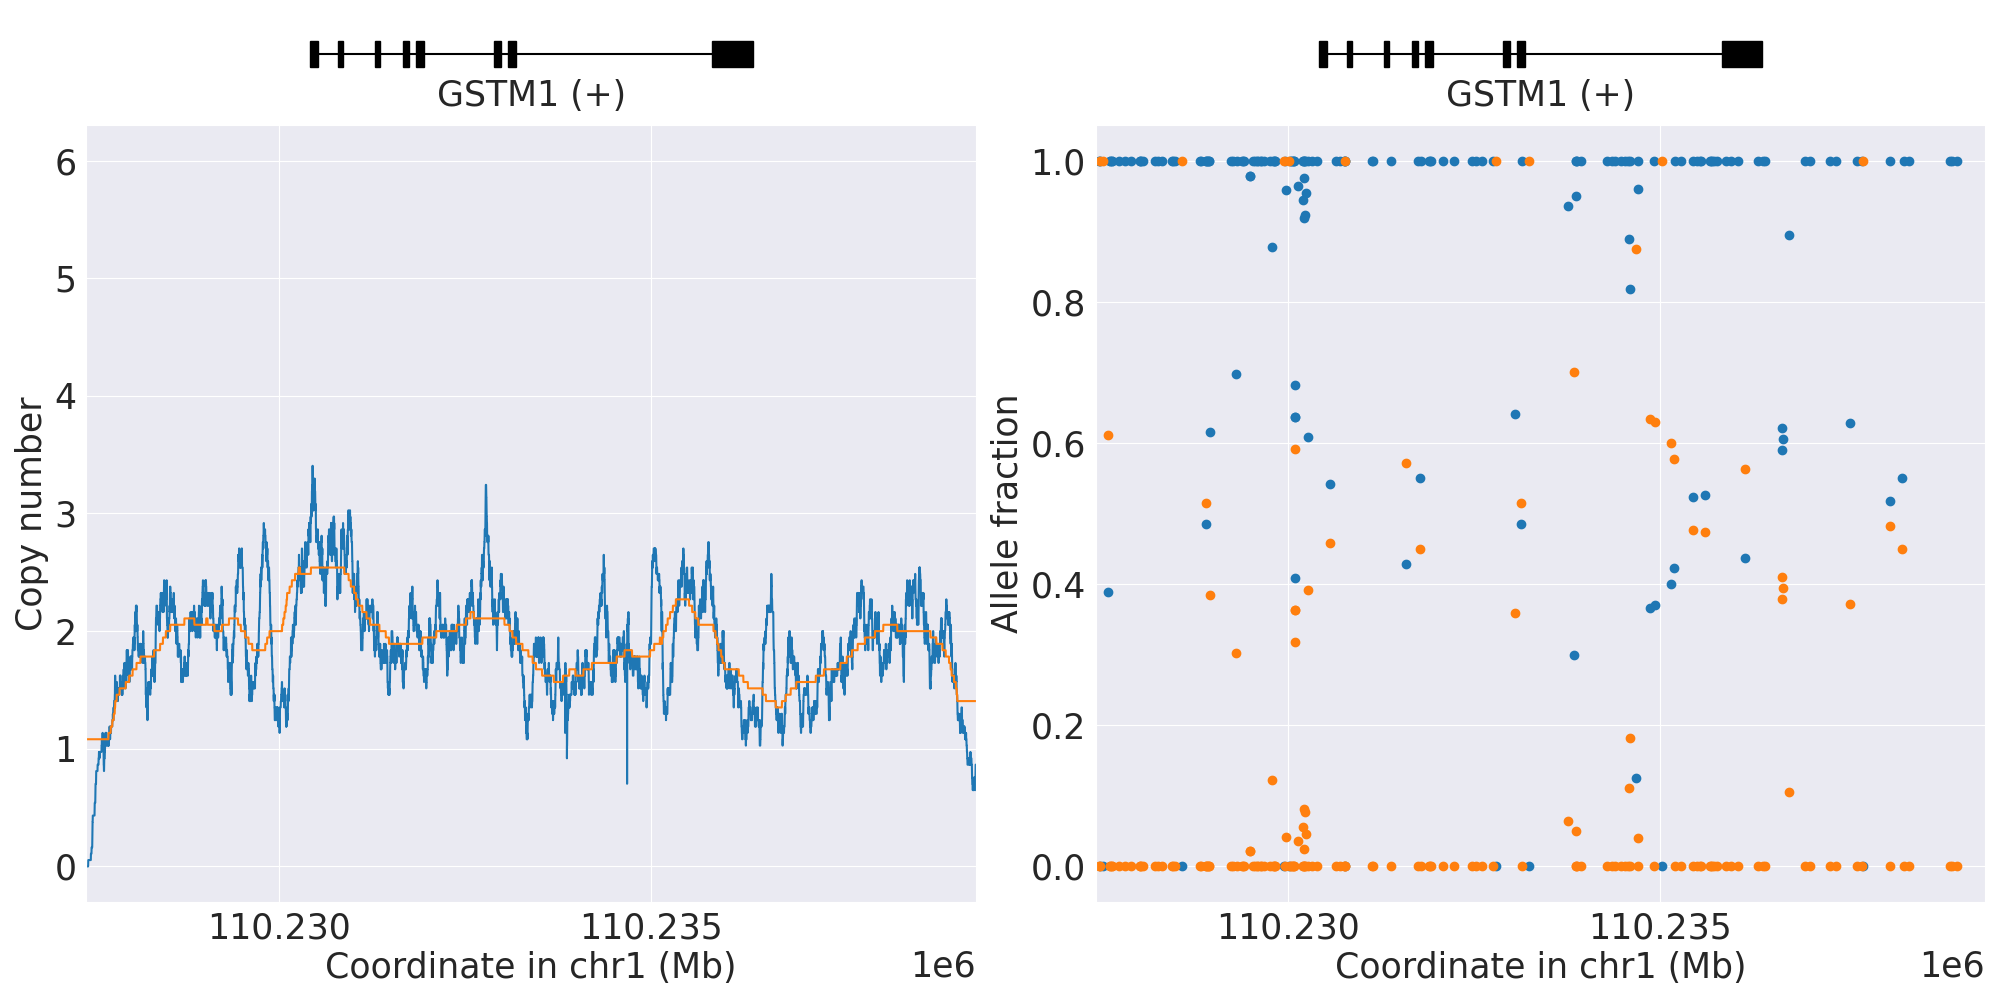 GSTM1 (+)
6
5
4
3
2
1
0
Copy number
110.230
110.235
Coordinate in chr1 (Mb)
1e6
GSTM1 (+)
1.0
0.8
0.6
0.4
0.2
0.0
Allele fraction
110.230
110.235
Coordinate in chr1 (Mb)
1e6